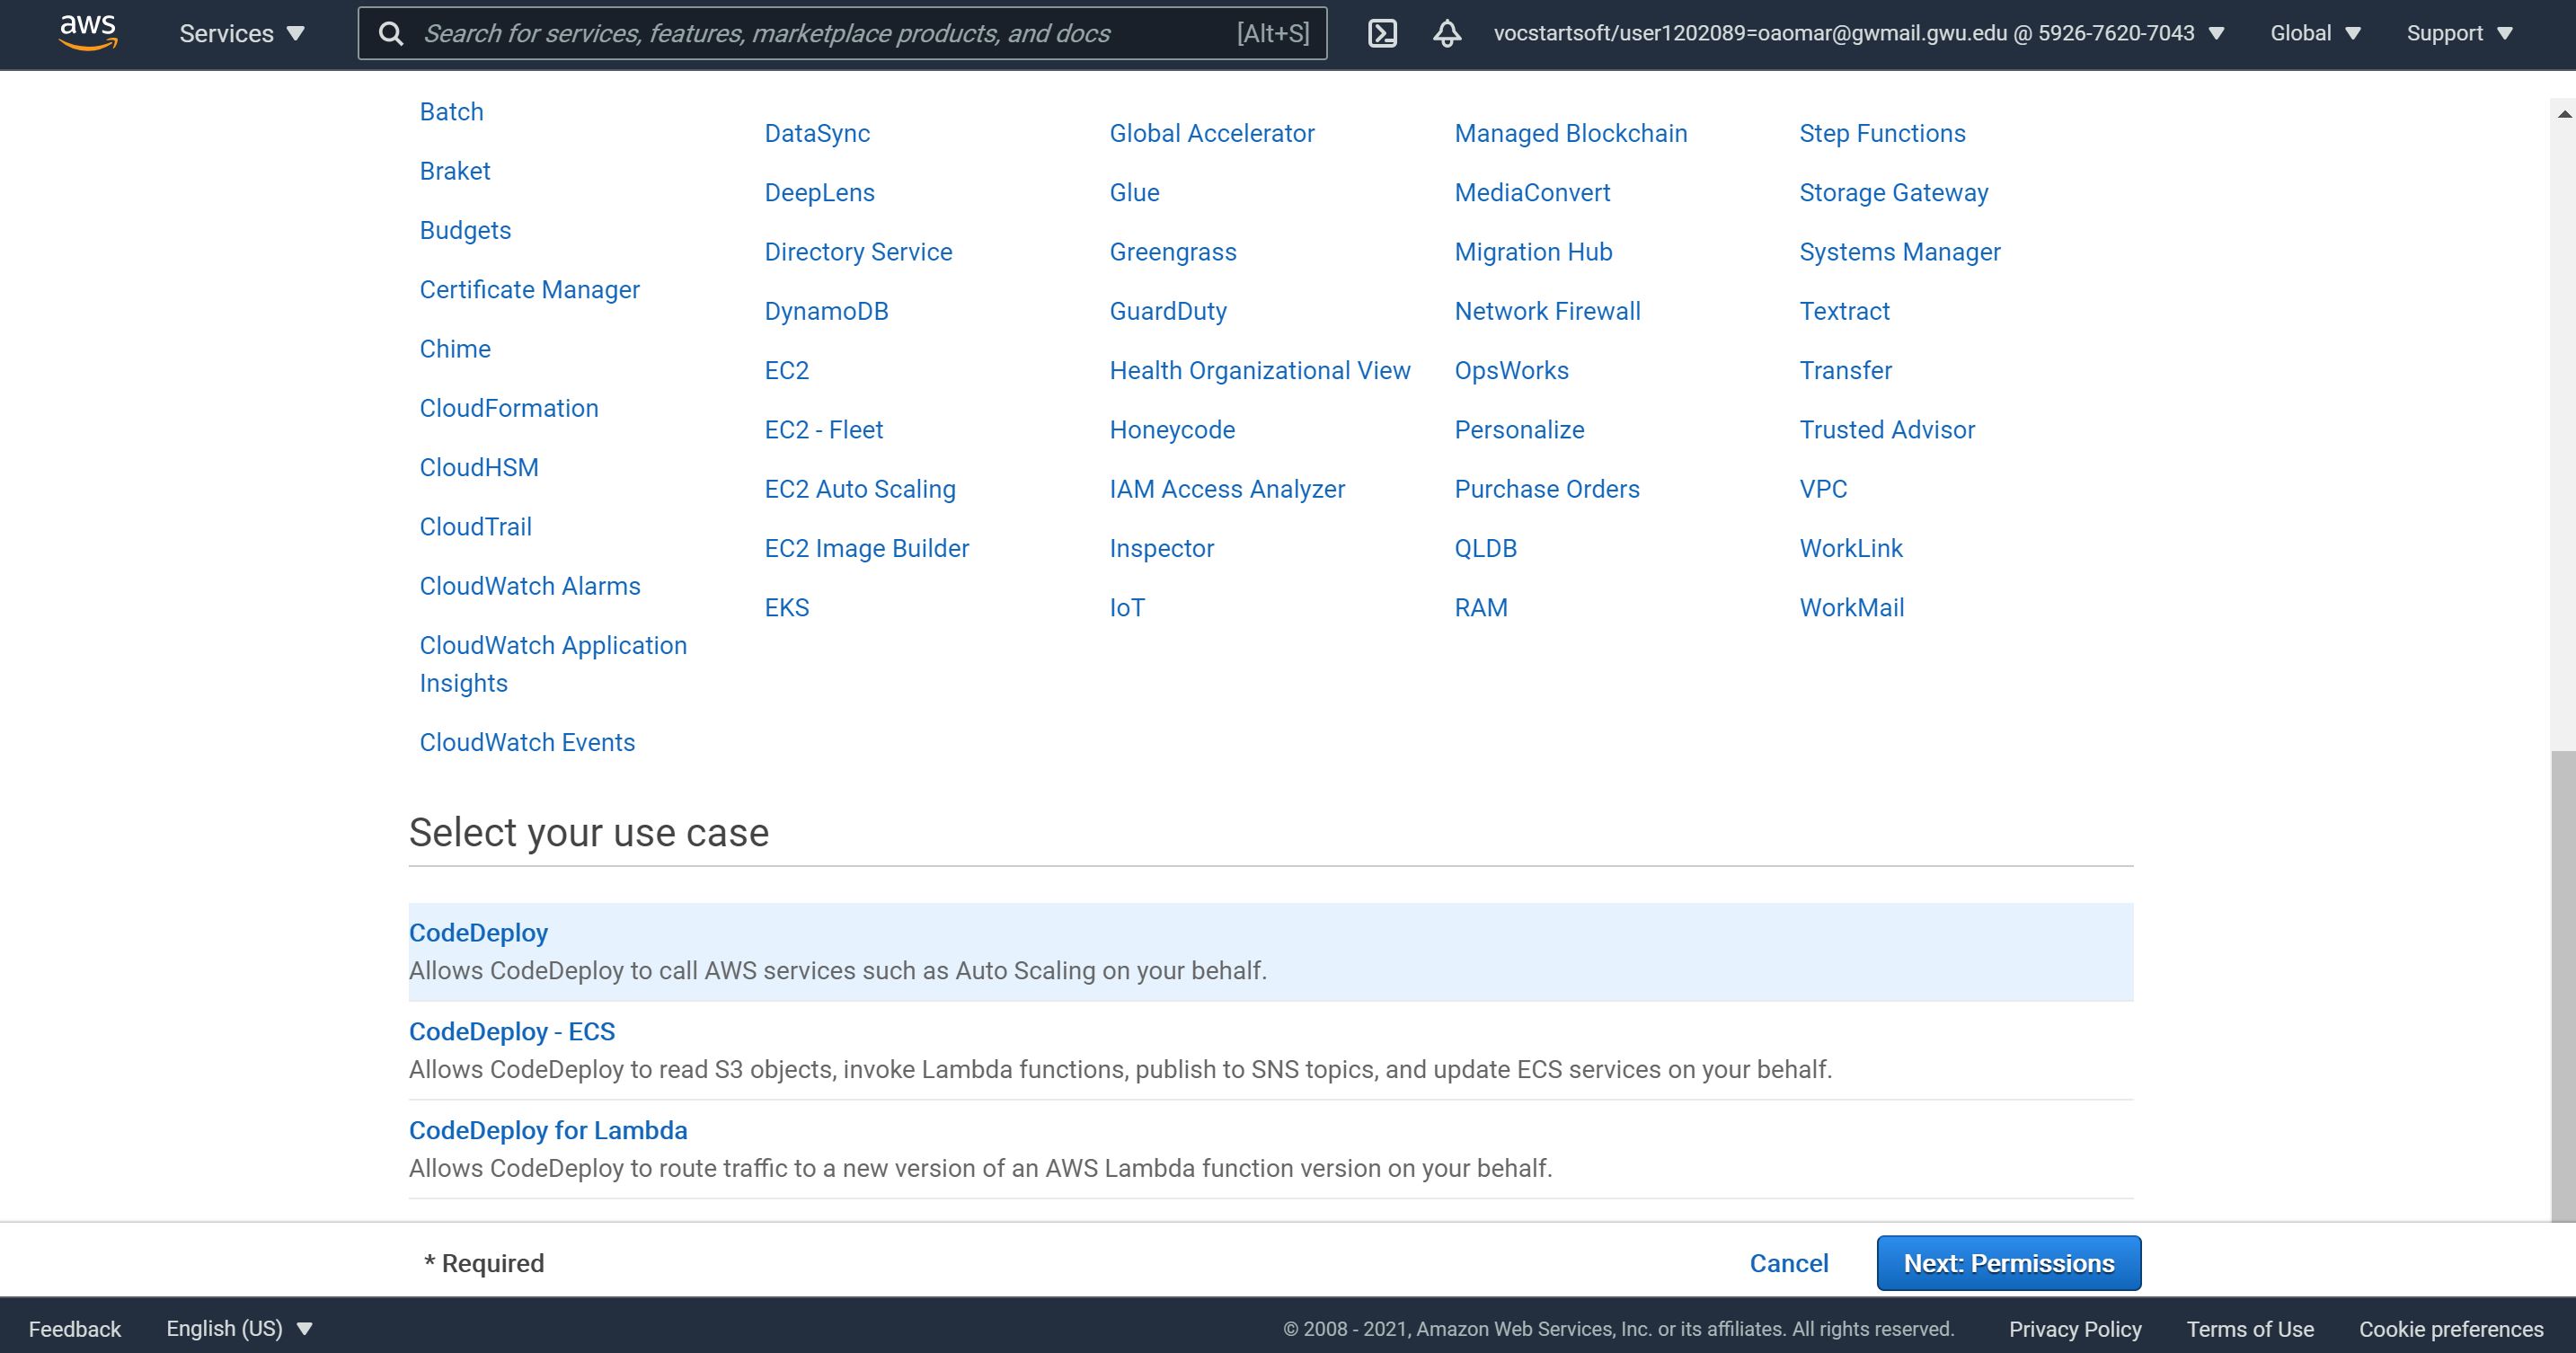 aws
Services
Search for services, features, marketplace products, and docs [Alt+S]
vocstartsoft/user1202089=oaomar@gwmail.gwu.edu @ 5926-7620-7043
Global
Support
Batch
Braket
Budgets
Certificate Manager
Chime
CloudFormation
CloudHSM
CloudTrail
CloudWatch Alarms
CloudWatch Application
Insights
CloudWatch Events
DataSync
DeepLens
Directory Service
DynamoDB
EC2
EC2 - Fleet
EC2 Auto Scaling
EC2 Image Builder
EKS
Global Accelerator
Glue
Greengrass
GuardDuty
Health Organizational View
Honeycode
IAM Access Analyzer
Inspector
IoT
Managed Blockchain
MediaConvert
Migration Hub
Network Firewall
OpsWorks
Personalize
Purchase Orders
QLDB
RAM
Step Functions
Storage Gateway
Systems Manager
Textract
Transfer
Trusted Advisor
VPC
WorkLink
WorkMail
Select your use case
CodeDeploy
Allows CodeDeploy to call AWS services such as Auto Scaling on your behalf.
CodeDeploy - ECS
Allows CodeDeploy to read S3 objects, invoke Lambda functions, publish to SNS topics, and update ECS services on your behalf.
CodeDeploy for Lambda
Allows CodeDeploy to route traffic to a new version of an AWS Lambda function version on your behalf.
* Required
Cancel
Next: Permissions
Feedback
English (US)
© 2008 - 2021, Amazon Web Services, Inc. or its affiliates. All rights reserved.
Privacy Policy
Terms of Use
Cookie preferences